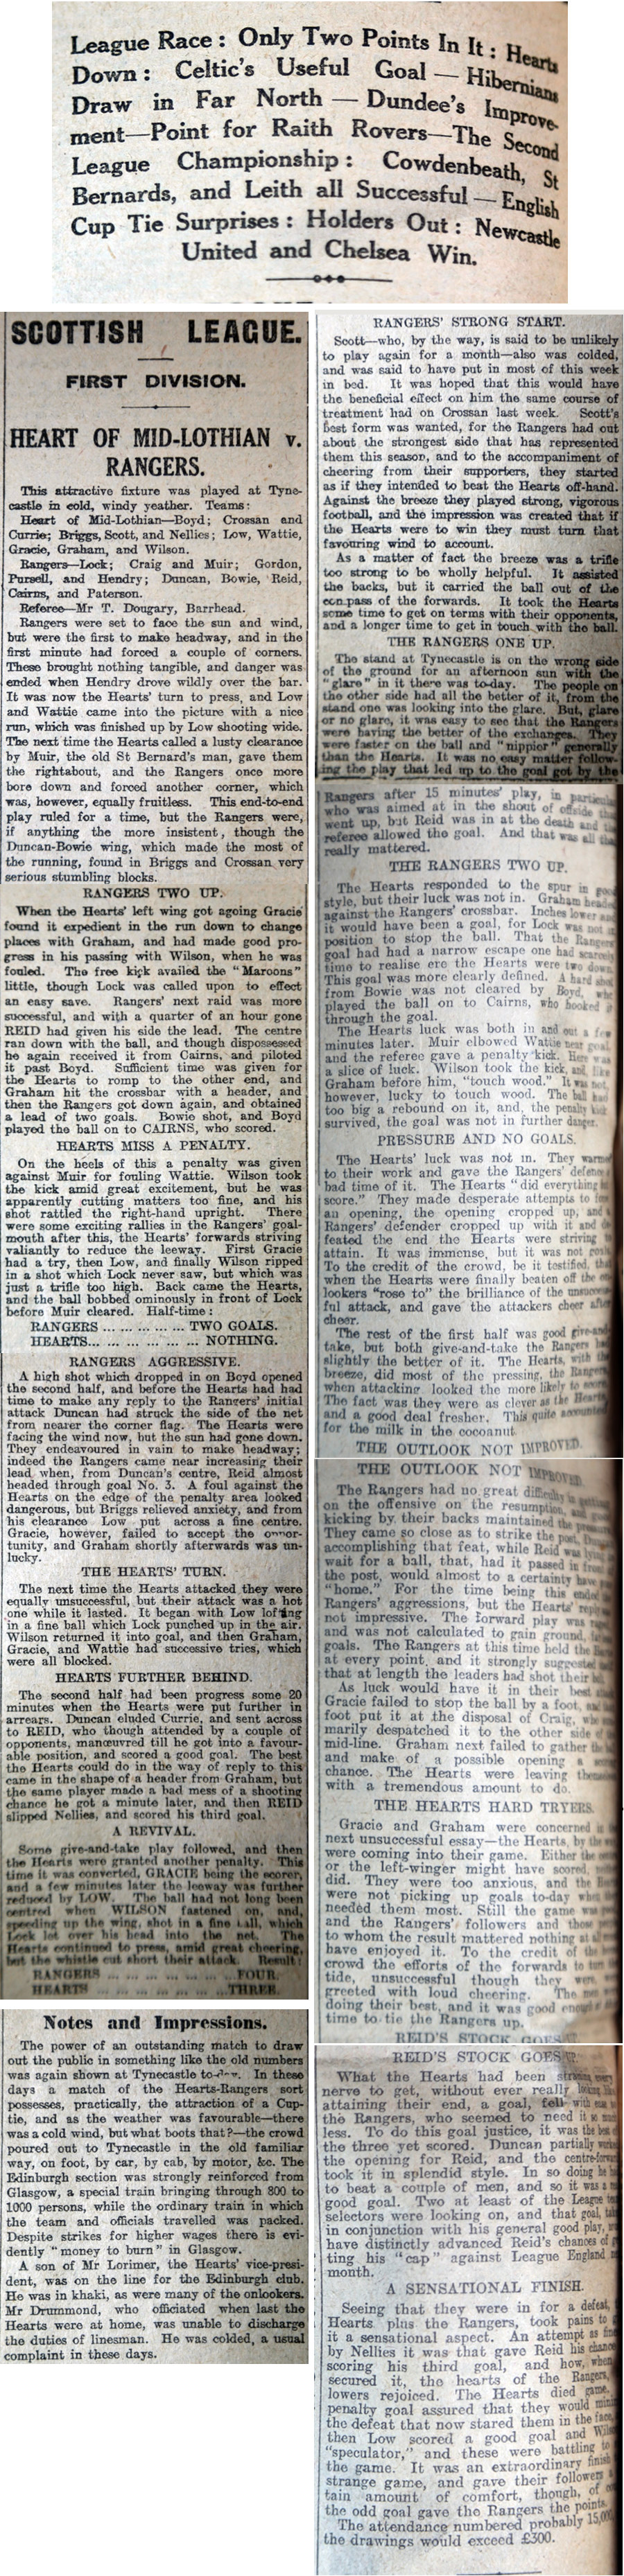 League Race : Only Two Points In It : Hearts
Down : Celtic's Useful Goal — Hibernians
Draw in Far North — Dundee's Improve-
ment—Point for Raith Rovers—The Second
League Championship : Cowdenbeath, St
Bernards, and Leith all Successful — English
Cup Tie Surprises : Holders Out : Newcastle
United and Chelsea Win.
SCOTTISH LEAGUE.
FIRST DIVISION.
HEART OF MID-LOTHIAN v.
RANGERS.
This attractive fixture was played at Tyne-
castle in cold, windy yeather. Teams:
Heart of Mid-Lothian—Boyd; Crossan and
Currie; Briggs, Scott, and Nellies; Low, Wattie,
Gracie, Graham, and Wilson.
Rangers—Lock; Craig and Muir; Gordon,
Pursell, and Hendry; Duncan, Bowie, Reid,
Cairns, and Paterson.
Referee—Mr T. Dougary, Barrhead.
Rangers were set to face the sun and wind,
but were the first to make headway, and in the
first minute had forced a couple of corners.
These brought nothing tangible, and danger was
ended when Hendry drove wildly over the bar.
It was now the Hearts' turn to press, and Low
and Wattie came into the picture with a nice
run, which was finished up by Low shooting wide.
The next time the Hearts called a lusty clearance
by Muir, the old St Bernard's man, gave them
the rightabout, and the Rangers once more
bore down and forced another corner, which
was, however, equally fruitless. This end-to-end
play ruled for a time, but the Rangers were,
if anything the more insistent, though the
Duncan-Bowie wing, which made the most of
the running, found in Briggs and Crossan very
serious stumbling blocks.
RANGERS TWO UP.
When the Hearts' left wing got agoing Gracie
found it expedient in the run down to change
places with Graham, and had made good pro-
gress in his passing with Wilson, when he was
fouled. The free kick availed the "Maroons"
little, though Lock was called upon to effect
an easy save. Rangers' next raid was more
successful, and with a quarter of an hour gone
REID had given his side the lead. The centre
ran down with the ball, and though dispossessed
he again received it from Cairns, and piloted
it past Boyd. Sufficient time was given for
the Hearts to romp to the other end, and
Graham hit the crossbar with a header, and
then the Rangers got down again, and obtained
a lead of two goals. Bowie shot, and Boyd
played the ball on to CAIRNS, who scored.
HEARTS MISS A PENALTY.
On the heels of this a penalty was given
against Muir for fouling Wattie. Wilson took
the kick amid great excitement, but he was
apparently cutting matters too fine, and his
shot rattled the right-hand upright. There
were some exciting rallies in the Rangers' goal-
mouth after this, the Hearts' forwards striving
valiantly to reduce the leeway. First Gracie
had a try, then Low, and finally Wilson ripped
in a shot which Lock never saw, but which was
just a trifle too high. Back came the Hearts,
and the ball bobbed ominously in front of Lock
before Muir cleared. Half-time:
RANGERS ... ... ... ... TWO GOALS.
HEARTS... ... ... ... ... NOTHING.
RANGERS AGGRESSIVE.
A high shot which dropped in on Boyd opened
the second half, and before the Hearts had had
time to make any reply to the Rangers' initial
attack Duncan had struck the side of the net
from nearer the corner flag. The Hearts were
facing the wind now, but the sun had gone down.
They endeavoured in vain to make headway;
indeed the Rangers came near increasing their
lead when, from Duncan's centre, Reid almost
headed through goal No. 3. A foul against the
Hearts on the edge of the penalty area looked
dangerous, but Briggs relieved anxiety, and from
his clearance Low put across a fine centre.
Gracie, however, failed to accept the oppor-
tunity, and Graham shortly afterwards was un-
lucky.
THE HEARTS' TURN.
The next time the Hearts attacked they were
equally unsuccessful, but their attack was a hot
one while it lasted. It began with Low lofting
in a fine ball which Lock punched up in the air.
Wilson returned it into goal, and then Graham,
Gracie, and Wattie had successive tries, which
were all blocked.
HEARTS FURTHER BEHIND.
The second half had been progress some 20
minutes when the Hearts were put further in
arrears. Duncan eluded Currie, and sent across
to REID, who though attended by a couple of
opponents, manœuvred till he got into a favour-
able position, and scored a good goal. The best
the Hearts could do in the way of reply to this
came in the shape of a header from Graham, but
the same player made a bad mess of a shooting
chance he got a minute later, and then REID
slipped Nellies, and scored his third goal.
A REVIVAL.
Some give-and-take play followed, and then
the Hearts were granted another penalty. This
time it was converted, GRACIE being the scorer,
and a few minutes later the leeway was further
reduced by LOW. The ball had not long been
centred when WILSON fastened on, and,
speeding up the wing, shot in a fine ball, which
Lock let over his head into the net. The
Hearts continued to press, amid great cheering,
but the whistle cut short their attack. Result:
RANGERS ... ... ... ... ... FOUR.
HEARTS ... ... ... ... ... THREE.
Notes and Impressions.
The power of an outstanding match to draw
out the public in something like the old numbers
was again shown at Tynecastle to-day. In these
days a match of the Hearts-Rangers sort
possesses, practically, the attraction of a Cup-
tie, and as the weather was favourable—there
was a cold wind, but what boots that?—the crowd
poured out to Tynecastle in the old familiar
way, on foot, by car, by cab, by motor, &c. The
Edinburgh section was strongly reinforced from
Glasgow, a special train bringing through 800 to
1000 persons, while the ordinary train in which
the team and officials travelled was packed.
Despite strikes for higher wages there is evi-
dently "money to burn" in Glasgow.
A son of Mr Lorimer, the Hearts' vice-presi-
dent, was on the line for the Edinburgh club.
He was in khaki, as were many of the onlookers.
Mr Drummond, who officiated when last the
Hearts were at home, was unable to discharge
the duties of linesman. He was colded, a usual
complaint in these days.
RANGERS' STRONG START.
Scott—who, by the way, is said to be unlikely
to play again for a month—also was colded,
and was said to have put in most of this week
in bed. It was hoped that this would have
the beneficial effect on him the same course of
treatment had on Crossan last week. Scott's
best form was wanted, for the Rangers had out
about the strongest side that has represented
them this season, and to the accompaniment of
cheering from their supporters, they started
as if they intended to beat the Hearts off-hand.
Against the breeze they played strong, vigorous
football, and the impression was created that if
the Hearts were to win they must turn that
favouring wind to account.
As a matter of fact the breeze was a trifle
too strong to be wholly helpful. It assisted
the backs, but it carried the ball out of the
compass of the forwards. It took the Hearts
some time to get on terms with their opponents,
and a longer time to get in touch with the ball.
THE RANGERS ONE UP.
The stand at Tynecastle is on the wrong side
of the ground for an afternoon sun with the
"glare" in it there was to-day. The people on
the other side had all the better of it, from the
stand one was looking into the glare. But, glare
or no glare, it was easy to see that the Rangers
were having the better of the exchanges. They
were faster on the ball and "nippier" generally
than the Hearts. It was no easy matter follow-
ing the play that led up to the goal got by the
Rangers after 15 minutes' play, in
who was aimed at in the shout of offside
went up, but Reid was in at the death and
referee allowed the goal. And that was all that
really mattered.
THE RANGERS TWO UP.
The Hearts responded to the spur in good
style, but their luck was not in. Graham headed
against the Rangers' crossbar. Inches lower and
it would have been a goal, for Lock was not in
position to stop the ball. That the Rangers
goal had had a narrow escape one had scarcely
time to realise ere the Hearts were two down.
This goal was more clearly defined. A hard shot
from Bowie was not cleared by Boyd, who
played the ball on to Cairns, who hooked it
through the goal.
The Hearts luck was both in and out a few
minutes later. Muir elbowed Wattie near goal,
and the referee gave a penalty kick. Here was
a slice of luck. Wilson took the kick, and, like
Graham before him, "touch wood." It was not,
however, lucky to touch wood. The ball had
too big a rebound on it, and, the penalty kick
survived, the goal was not in further danger.
PRESSURE AND NO GOALS.
The Hearts' luck was not in. They warmed
to their work and gave the Rangers' defence
bad time of it. The Hearts "did everything but
score." They made desperate attempts to
an opening, the opening cropped up, and
Rangers' defender cropped up with it and de-
feated the end the Hearts were striving to
attain. It was immense, but it was not goals.
To the credit of the crowd, be it testified, that
when the Hearts were finally beaten off the on-
lookers "rose to" the brilliance of the unsuccess-
ful attack, and gave the attackers cheer after
cheer.
The rest of the first half was good give-and-
take, but both give-and-take the Rangers had
slightly the better of it. The Hearts, with the
breeze, did most of the pressing, the Rangers
when attacking looked the more likely to score.
The fact was they were as clever as the Hearts,
and a good deal fresher. This quite accounted
for the milk in the cocoanut.
THE OUTLOOK NOT IMPROVED.
THE OUTLOOK NOT IMPROVED.
The Rangers had no great difficulty in
on the offensive on the resumption, and
kicking by their backs maintained the
They came so close as to strike the post.
accomplishing that feat, while Reid was lying
wait for a ball, that, had it passed in from
the post, would almost to a certainty have
"home." For the time being this ended
Rangers' aggressions, but the Hearts' reply
not impressive. The forward play was
and was not calculated to gain ground,
goals. The Rangers at this time held the
at every point, and it strongly suggested
that at length the leaders had shot their
As luck would have it in their best
Gracie failed to stop the ball by a foot, and
foot put it at the disposal of Craig, who
marily despatched it to the other side
mid-line. Graham next failed to gather the
and make of a possible opening a
chance. The Hearts were leaving themselves
with a tremendous amount to do.
THE HEARTS HARD TRYERS.
Gracie and Graham were concerned in the
next unsuccessful essay—the Hearts, by the way
were coming into their game. Either the
or the left-winger might have scored,
did. They were too anxious, and the
were not picking up goals to-day when
needed them most. Still the game was
and the Rangers' followers and those
to whom the result mattered nothing at all
have enjoyed it. To the credit of the
crowd the efforts of the forwards to turn
tide, unsuccessful though they were,
greeted with loud cheering. The men
doing their best, and it was good enough at
time to tie the Rangers up.
REID'S STOCK GOES UP.
REID'S STOCK GOES UP.
What the Hearts had been straining every
nerve to get, without ever really looking like
attaining their end, a goal, fell with ease to
the Rangers, who seemed to need it so much
less. To do this goal justice, it was the best of
the three yet scored. Duncan partially worked
the opening for Reid, and the centre-forward
took it in splendid style. In so doing he had
to beat a couple of men, and so it was a
good goal. Two at least of the League team
selectors were looking on, and that goal, taken
in conjunction with his general good play,
have distinctly advanced Reid's chances of get-
ting his "cap" against League England next
month.
A SENSATIONAL FINISH.
Seeing that they were in for a defeat,
Hearts plus the Rangers, took pains to
it a sensational aspect. An attempt as fine
by Nellies it was that gave Reid his chance
scoring his third goal, and how, when
secured it, the hearts of the Rangers'
lowers rejoiced. The Hearts died game.
penalty goal assured that they would
the defeat that now stared them in the face,
then Low scored a good goal and Wilson
"speculator," and these were battling to
the game. It was an extraordinary finish
strange game, and gave their followers a
tain amount of comfort, though, of
the odd goal gave the Rangers the points.
The attendance numbered probably 15,000
the drawings would exceed £300.